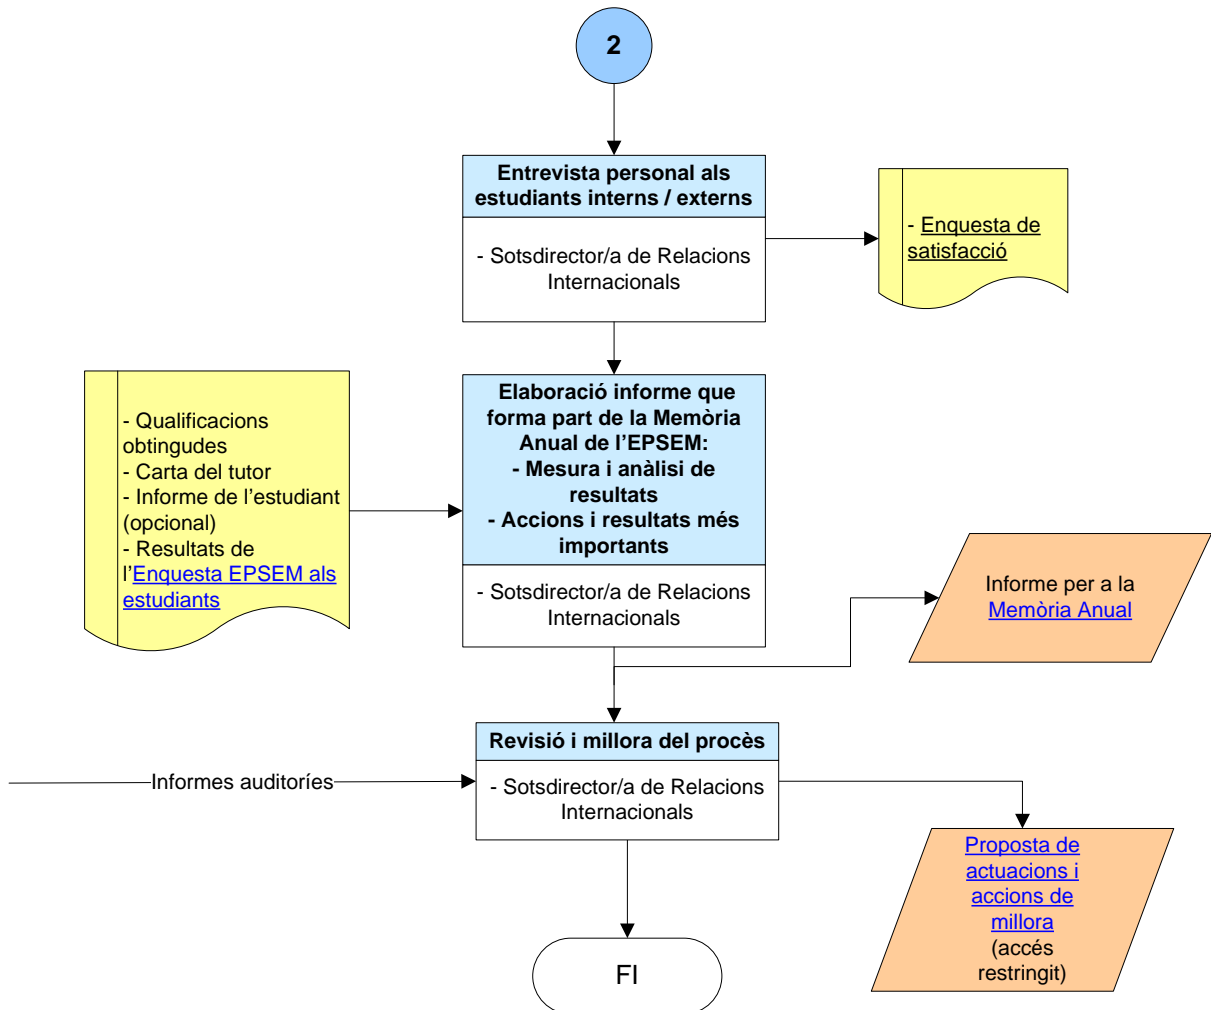 2
Entrevista personal als
estudiants interns / externs
- Sotsdirector/a de Relacions
Internacionals
- Enquesta de
satisfacció
- Qualificacions
obtingudes
- Carta del tutor
- Informe de l’estudiant
(opcional)
- Resultats de
l’Enquesta EPSEM als
estudiants
Elaboració informe que
forma part de la Memòria
Anual de l’EPSEM:
- Mesura i anàlisi de
resultats
- Accions i resultats més
importants
- Sotsdirector/a de Relacions
Internacionals
Informe per a la
Memòria Anual
Revisió i millora del procès
- Sotsdirector/a de Relacions
Internacionals
Informes auditoríes
Proposta de
actuacions i
accions de
millora
(accés
restringit)
FI